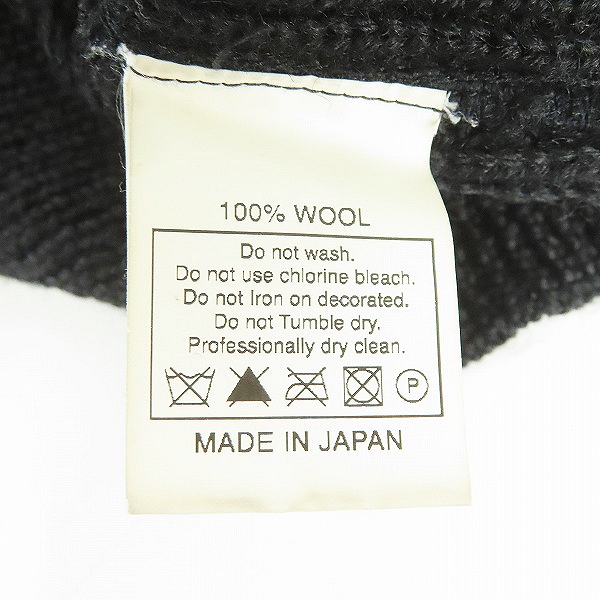 100% WOOL
Do not wash.
Do not use chlorine bleach.
Do not Iron on decorated.
Do not Tumble dry.
Professionally dry clean.
P
MADE IN JAPAN